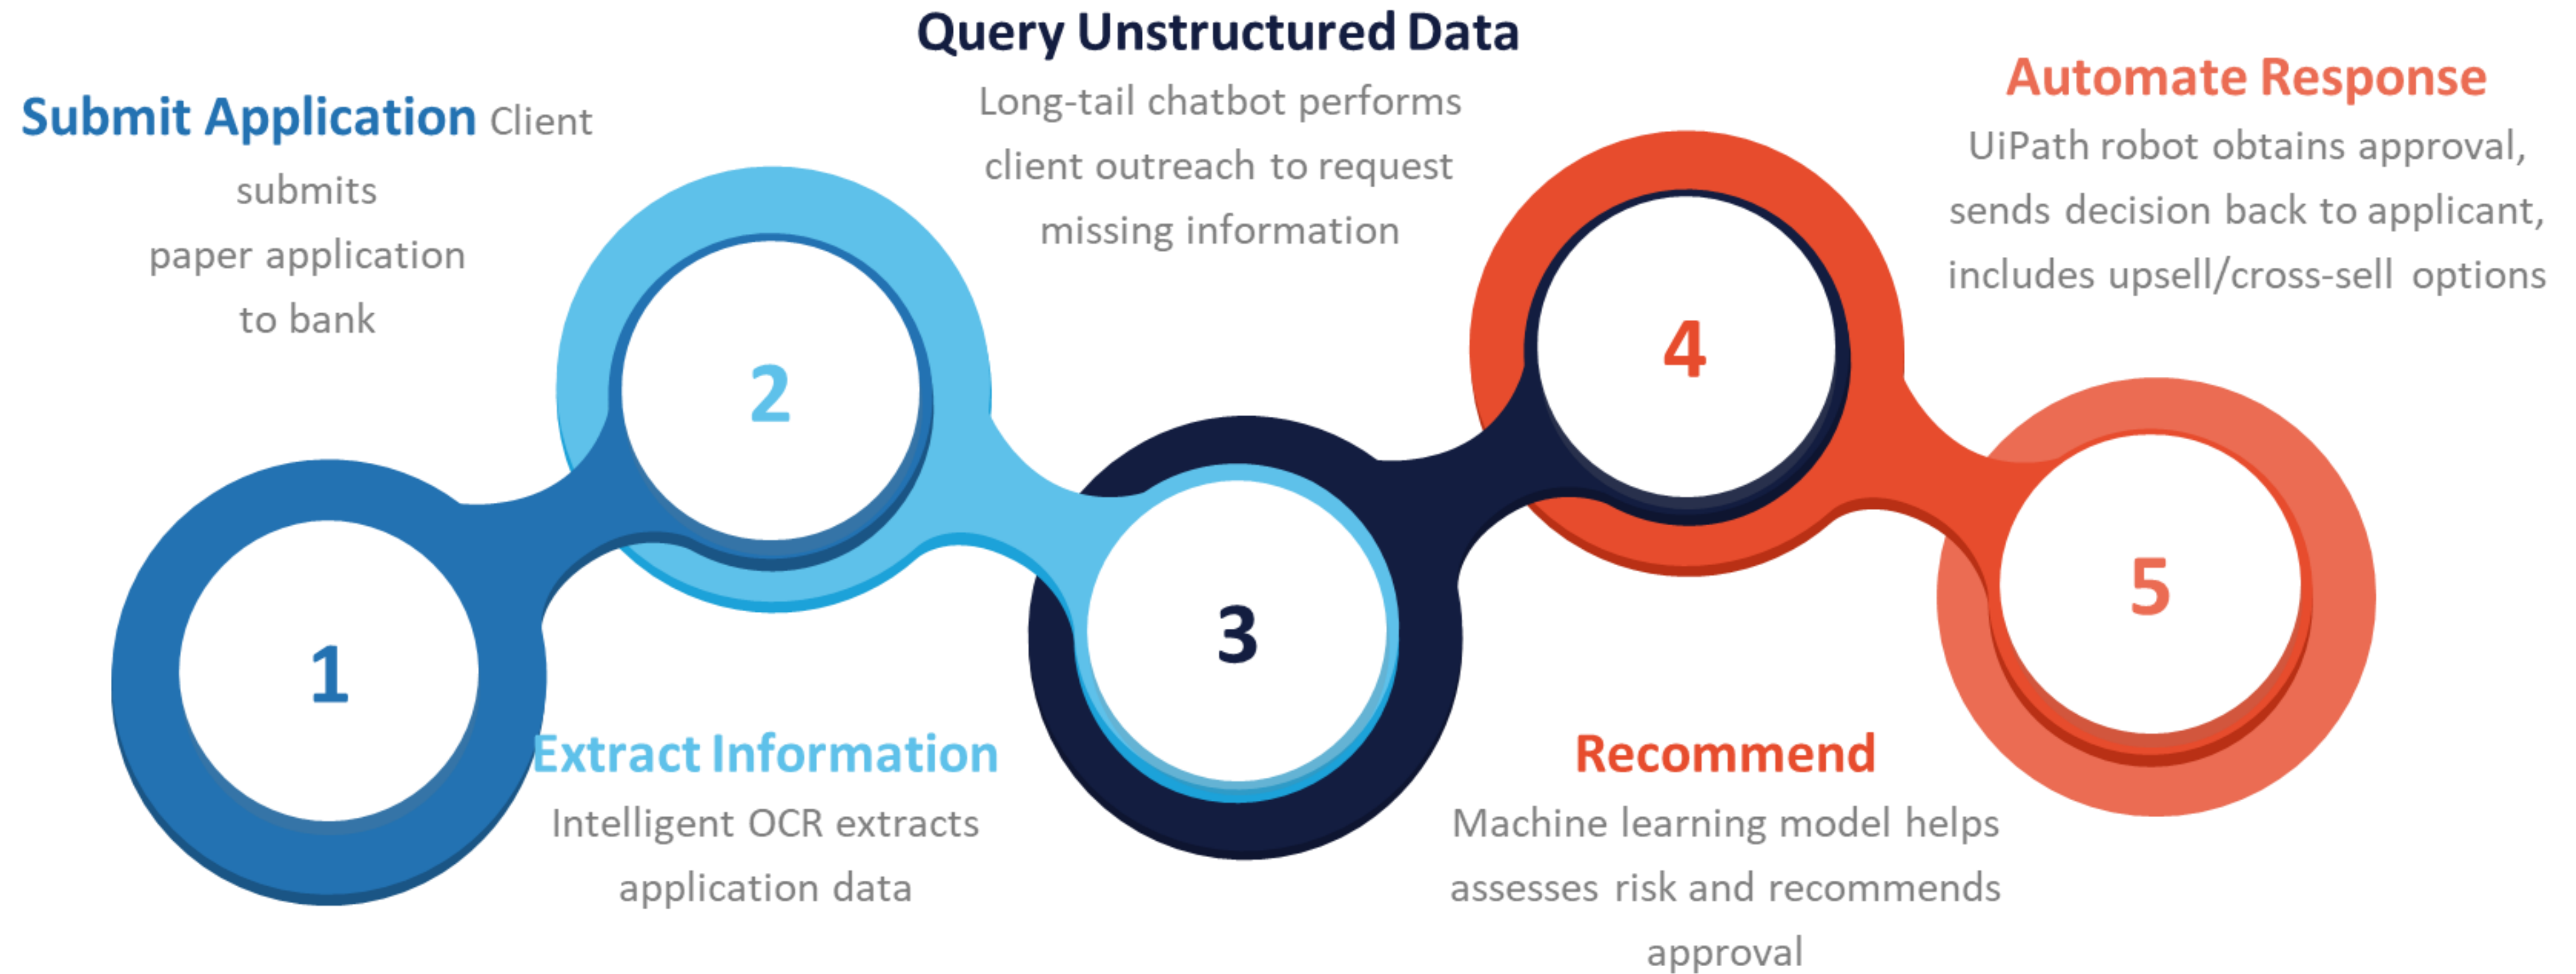 Submit Application Client
submits
paper application
to bank
1
2
Extract Information
Intelligent OCR extracts
application data
Query Unstructured Data
Long-tail chatbot performs
client outreach to request
missing information
3
4
Recommend
Machine learning model helps
assesses risk and recommends
approval
Automate Response
UiPath robot obtains approval,
sends decision back to applicant,
includes upsell/cross-sell options
5